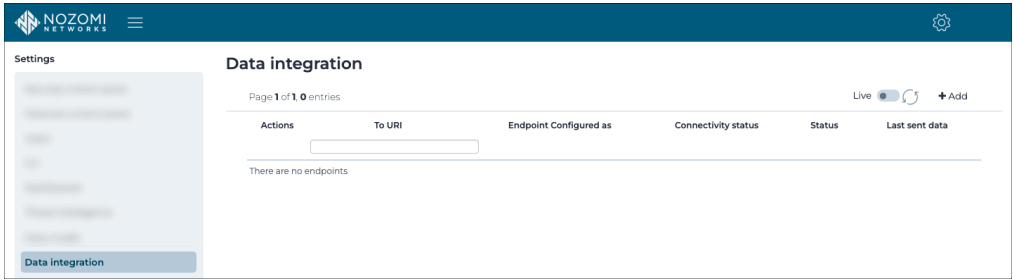 NOZOMI
NETWORKS
Settings
Data integration
Data integration
Page 1 of 1, 0 entries
Live
+ Add
Actions To URI Endpoint Configured as Connectivity status Status Last sent data
There are no endpoints